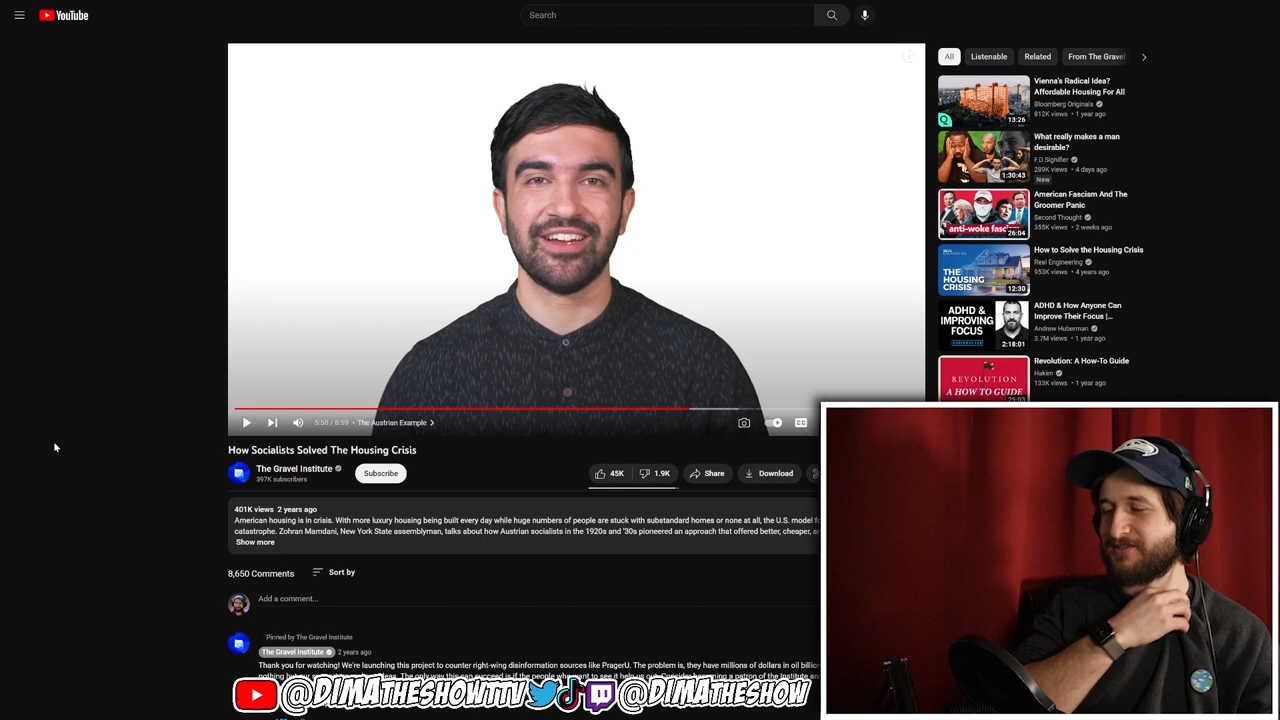 YouTube
Search
All
Listenable
Related
From The Gravel
Vienna's Radical Idea?
Affordable Housing For All
Bloomberg Originals
812K views • 1 year ago
13:26
What really makes a man
desirable?
F.D Signifier
289K views • 4 days ago
New
1:30:43
American Fascism And The
Groomer Panic
Second Thought
355K views • 2 weeks ago
anti-woke
26:04
How to Solve the Housing Crisis
Real Engineering
953K views • 4 years ago
THE
HOUSING
CRISIS
12:30
ADHD & How Anyone Can
Improve Their Focus |...
Andrew Huberman
3.7M views • 1 year ago
ADHD &
IMPROVING
FOCUS
2:18:01
Revolution: A How-To Guide
Hakim
133K views • 1 year ago
REVOLUTION
A HOW TO GUIDE
5:58 / 8:59 • The Austrian Example
CC
How Socialists Solved The Housing Crisis
The Gravel Institute
397K subscribers
Subscribe
45K
1.9K
Share
Download
401K views 2 years ago
American housing is in crisis. With more luxury housing being built every day while huge numbers of people are stuck with substandard homes or none at all, the U.S. model fo
catastrophe. Zohran Mamdani, New York State assemblyman, talks about how Austrian socialists in the 1920s and '30s pioneered an approach that offered better, cheaper, an
Show more
8,650 Comments
Sort by
Add a comment...
Pinned by The Gravel Institute
The Gravel Institute
2 years ago
Thank you for watching! We're launching this project to counter right-wing disinformation sources like PragerU. The problem is, they have millions of dollars in oil billio
@DIMATHESHOWTTV
@DIMATHESHOW